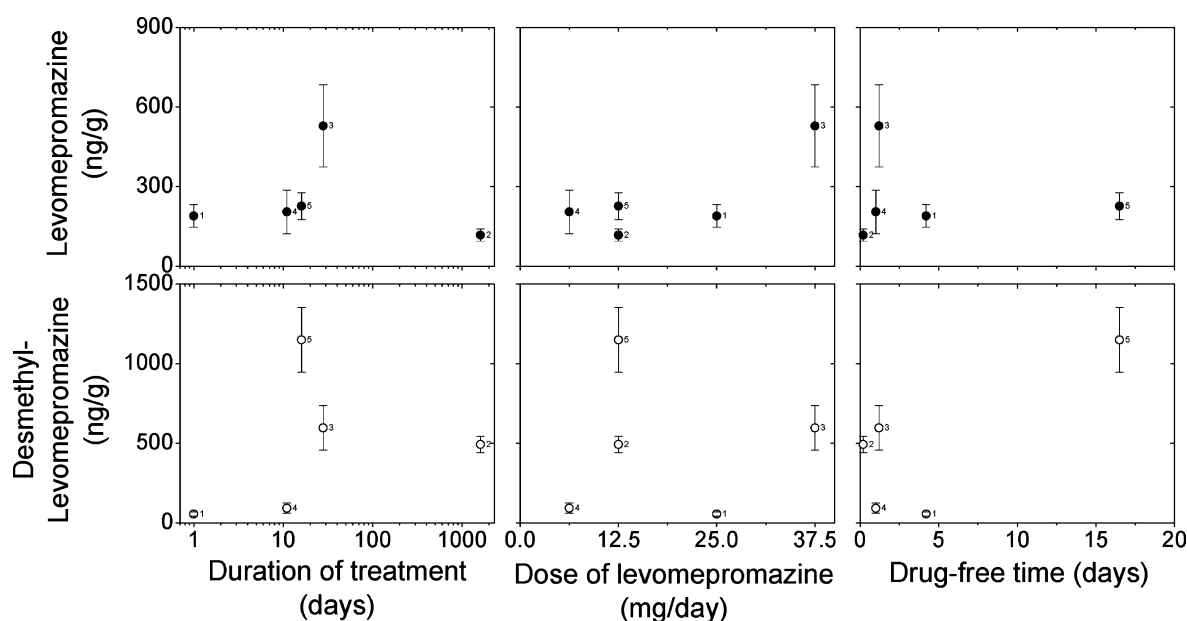 Levomepromazine
(ng/g)
900
600
300
0
3
1
4
5
2
3
4
5
2
1
3
4
2
1
5
Desmethyl-
Levomepromazine
(ng/g)
1500
1000
500
0
5
3
2
4
1
5
2
3
4
1
5
3
2
4
1
1 10 100 1000
0.0 12.5 25.0 37.5
0 5 10 15 20
Duration of treatment
(days)
Dose of levomepromazine
(mg/day)
Drug-free time (days)